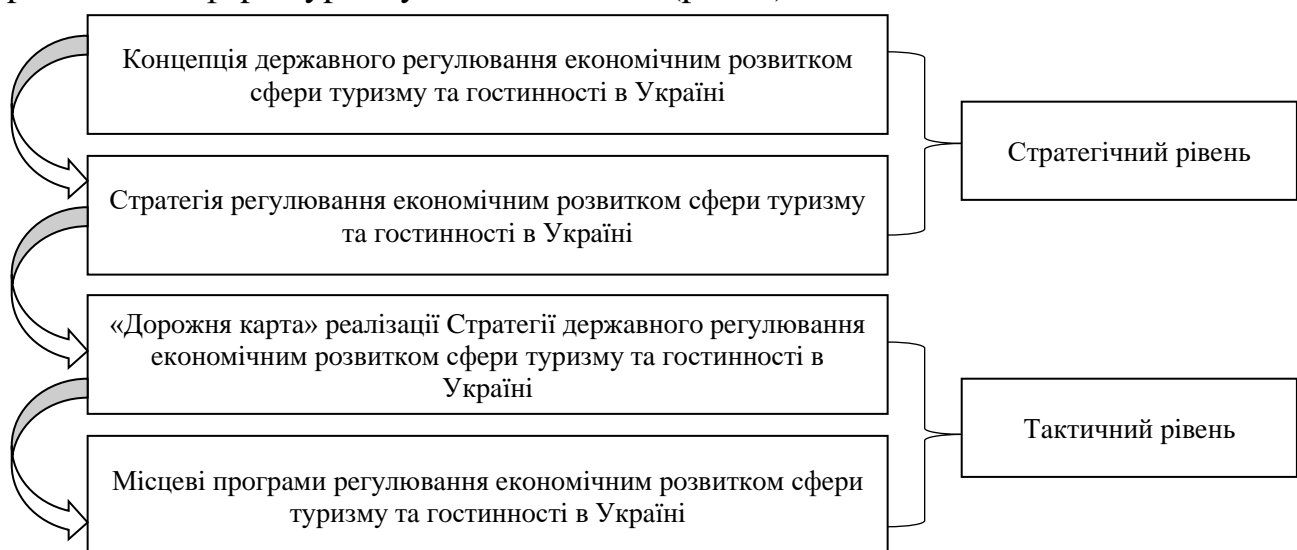 Концепція державного регулювання економічним розвитком
сфери туризму та гостинності в Україні
Стратегічний рівень
Стратегія регулювання економічним розвитком сфери туризму
та гостинності в Україні
«Дорожня карта» реалізації Стратегії державного регулювання
економічним розвитком сфери туризму та гостинності в
Україні
Тактичний рівень
Місцеві програми регулювання економічним розвитком сфери
туризму та гостинності в Україні